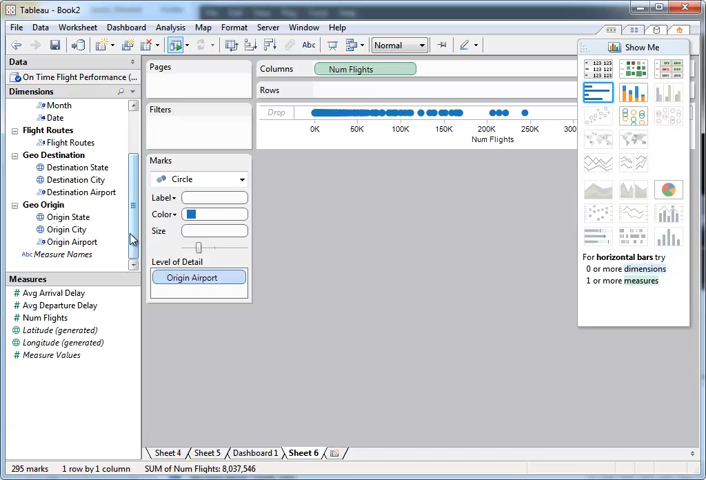 Tableau - Book2
File Data Worksheet Dashboard Analysis Map Format Server Window Help
Abc Normal
Data
On Time Flight Performance (...
Dimensions
Month
Date
Flight Routes
Flight Routes
Geo Destination
Destination State
Destination City
Destination Airport
Geo Origin
Origin State
Origin City
Origin Airport
Abc Measure Names
Measures
# Avg Arrival Delay
# Avg Departure Delay
# Num Flights
Latitude (generated)
Longitude (generated)
# Measure Values
Pages
Filters
Marks
Circle
Label
Color
Size
Level of Detail
Origin Airport
Columns Num Flights
Rows
Drop
0K 50K 100K 150K 200K 250K 300
Num Flights
Show Me
For horizontal bars try
0 or more dimensions
1 or more measures
Sheet 4 Sheet 5 Dashboard 1 Sheet 6
295 marks 1 row by 1 column SUM of Num Flights: 8,037,546